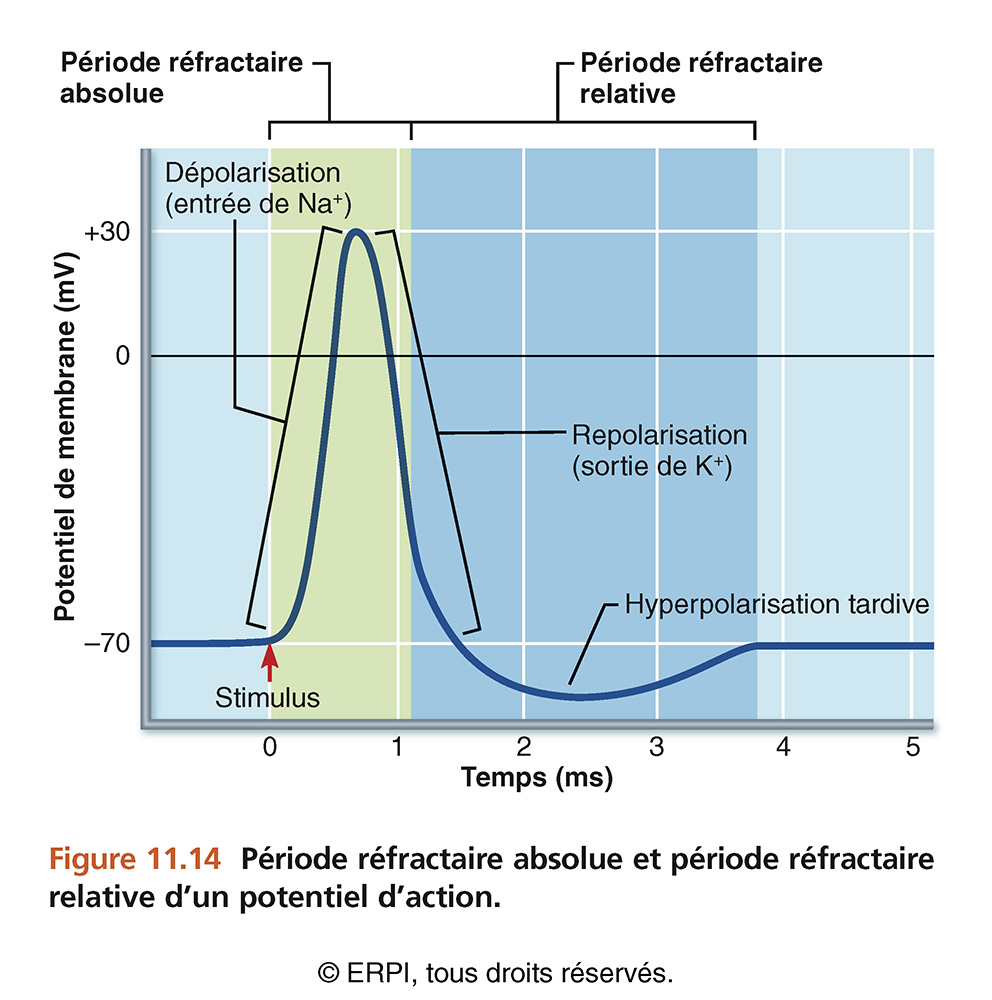 Période réfractaire
absolue
Période réfractaire
relative
Dépolarisation
(entrée de Na⁺)
+30
0
Repolarisation
(sortie de K⁺)
Hyperpolarisation tardive
–70
Stimulus
Potentiel de membrane (mV)
0 1 2 3 4 5
Temps (ms)
Figure 11.14 Période réfractaire absolue et période réfractaire
relative d’un potentiel d’action.
© ERPI, tous droits réservés.